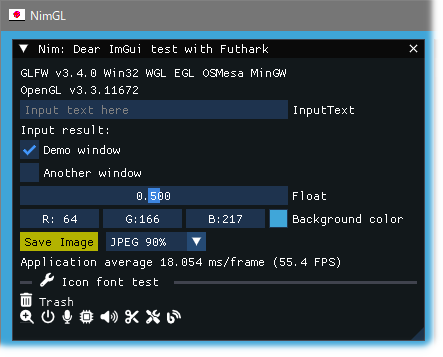 NimGL
Nim: Dear ImGui test with Futhark
GLFW v3.4.0 Win32 WGL EGL OSMesa MinGW
OpenGL v3.3.11672
Input text here InputText
Input result:
Demo window
Another window
0.500 Float
R: 64 G:166 B:217 Background color
Save Image JPEG 90%
Application average 18.054 ms/frame (55.4 FPS)
Icon font test
Trash